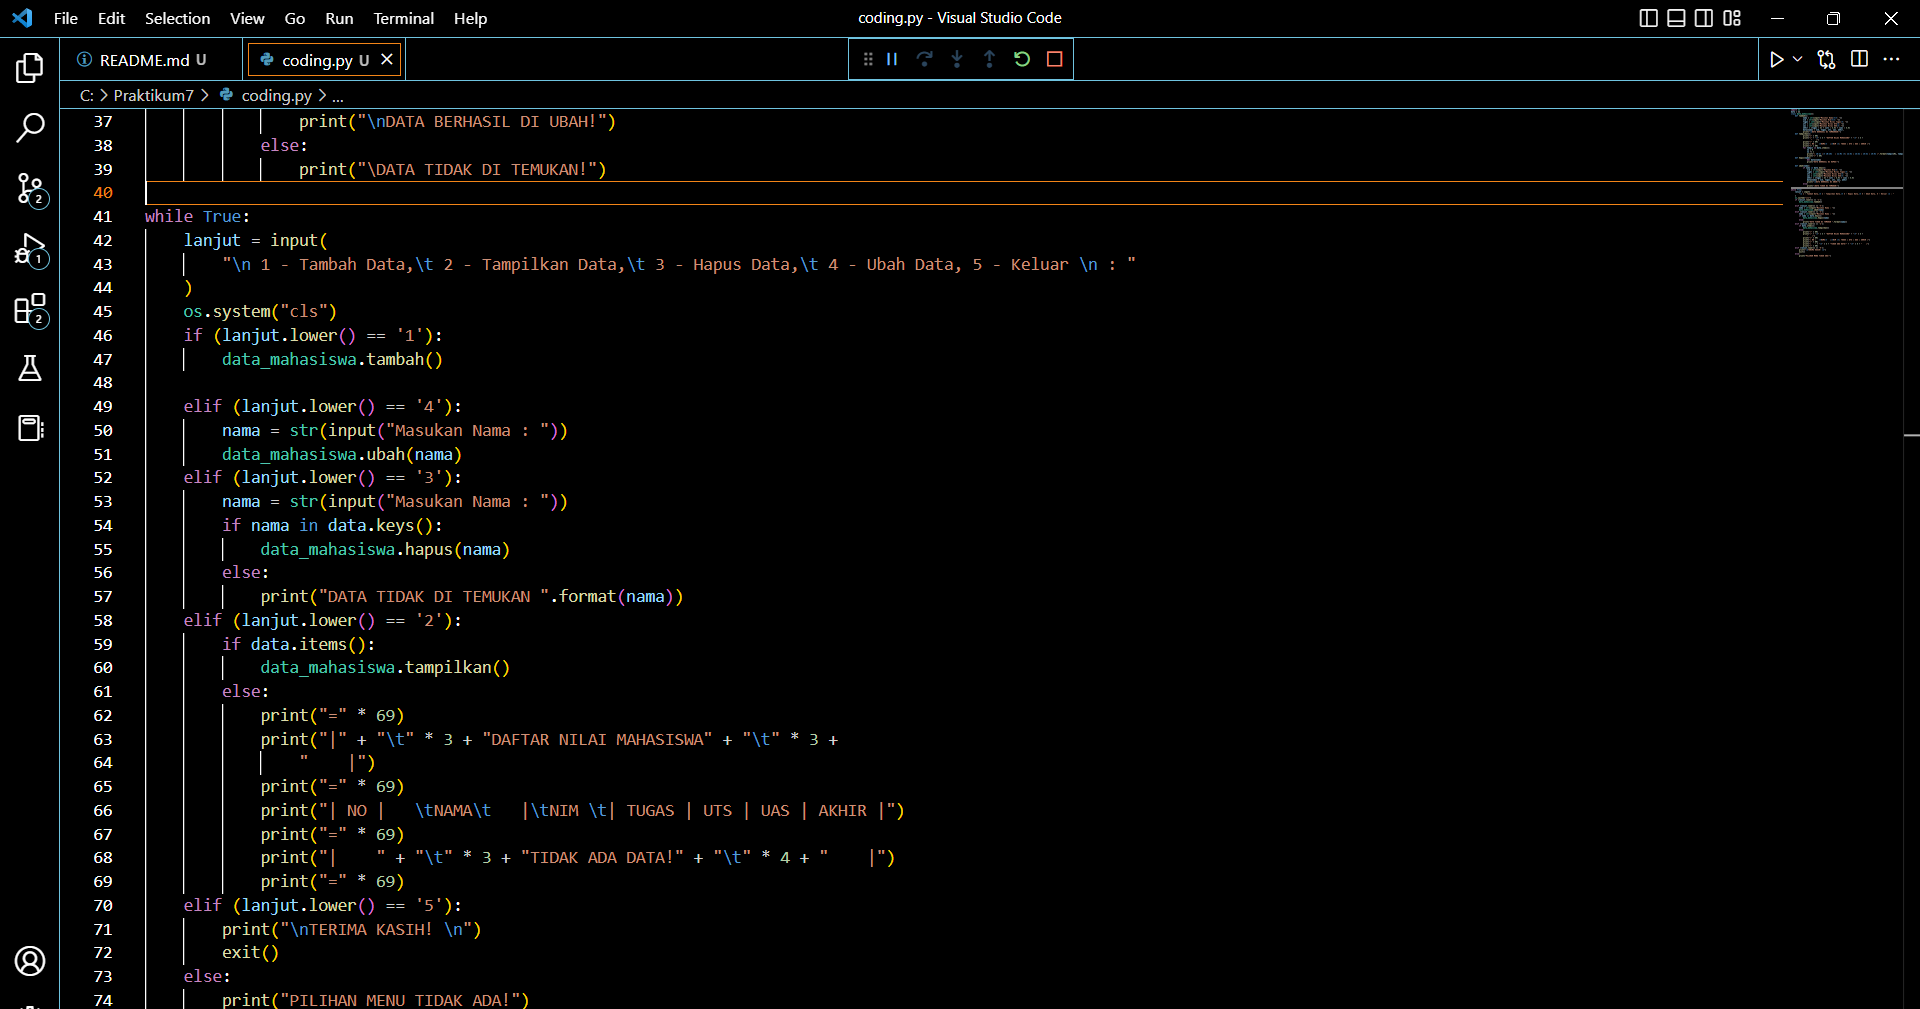 File Edit Selection View Go Run Terminal Help
coding.py - Visual Studio Code
README.md U
coding.py U
C: > Praktikum7 > coding.py > ...
37 print("\nDATA BERHASIL DI UBAH!")
38 else:
39 print("\DATA TIDAK DI TEMUKAN!")
40
41 while True:
42 lanjut = input(
43 "\n 1 - Tambah Data,\t 2 - Tampilkan Data,\t 3 - Hapus Data,\t 4 - Ubah Data, 5 - Keluar \n : "
44 )
45 os.system("cls")
46 if (lanjut.lower() == '1'):
47 data_mahasiswa.tambah()
48
49 elif (lanjut.lower() == '4'):
50 nama = str(input("Masukan Nama : "))
51 data_mahasiswa.ubah(nama)
52 elif (lanjut.lower() == '3'):
53 nama = str(input("Masukan Nama : "))
54 if nama in data.keys():
55 data_mahasiswa.hapus(nama)
56 else:
57 print("DATA TIDAK DI TEMUKAN ".format(nama))
58 elif (lanjut.lower() == '2'):
59 if data.items():
60 data_mahasiswa.tampilkan()
61 else:
62 print("=" * 69)
63 print("|" + "\t" * 3 + "DAFTAR NILAI MAHASISWA" + "\t" * 3 +
64 "    |")
65 print("=" * 69)
66 print("| NO |   \tNAMA\t   |\tNIM \t| TUGAS | UTS | UAS | AKHIR |")
67 print("=" * 69)
68 print("|    " + "\t" * 3 + "TIDAK ADA DATA!" + "\t" * 4 + "    |")
69 print("=" * 69)
70 elif (lanjut.lower() == '5'):
71 print("\nTERIMA KASIH! \n")
72 exit()
73 else:
74 print("PILIHAN MENU TIDAK ADA!")
2
1
2